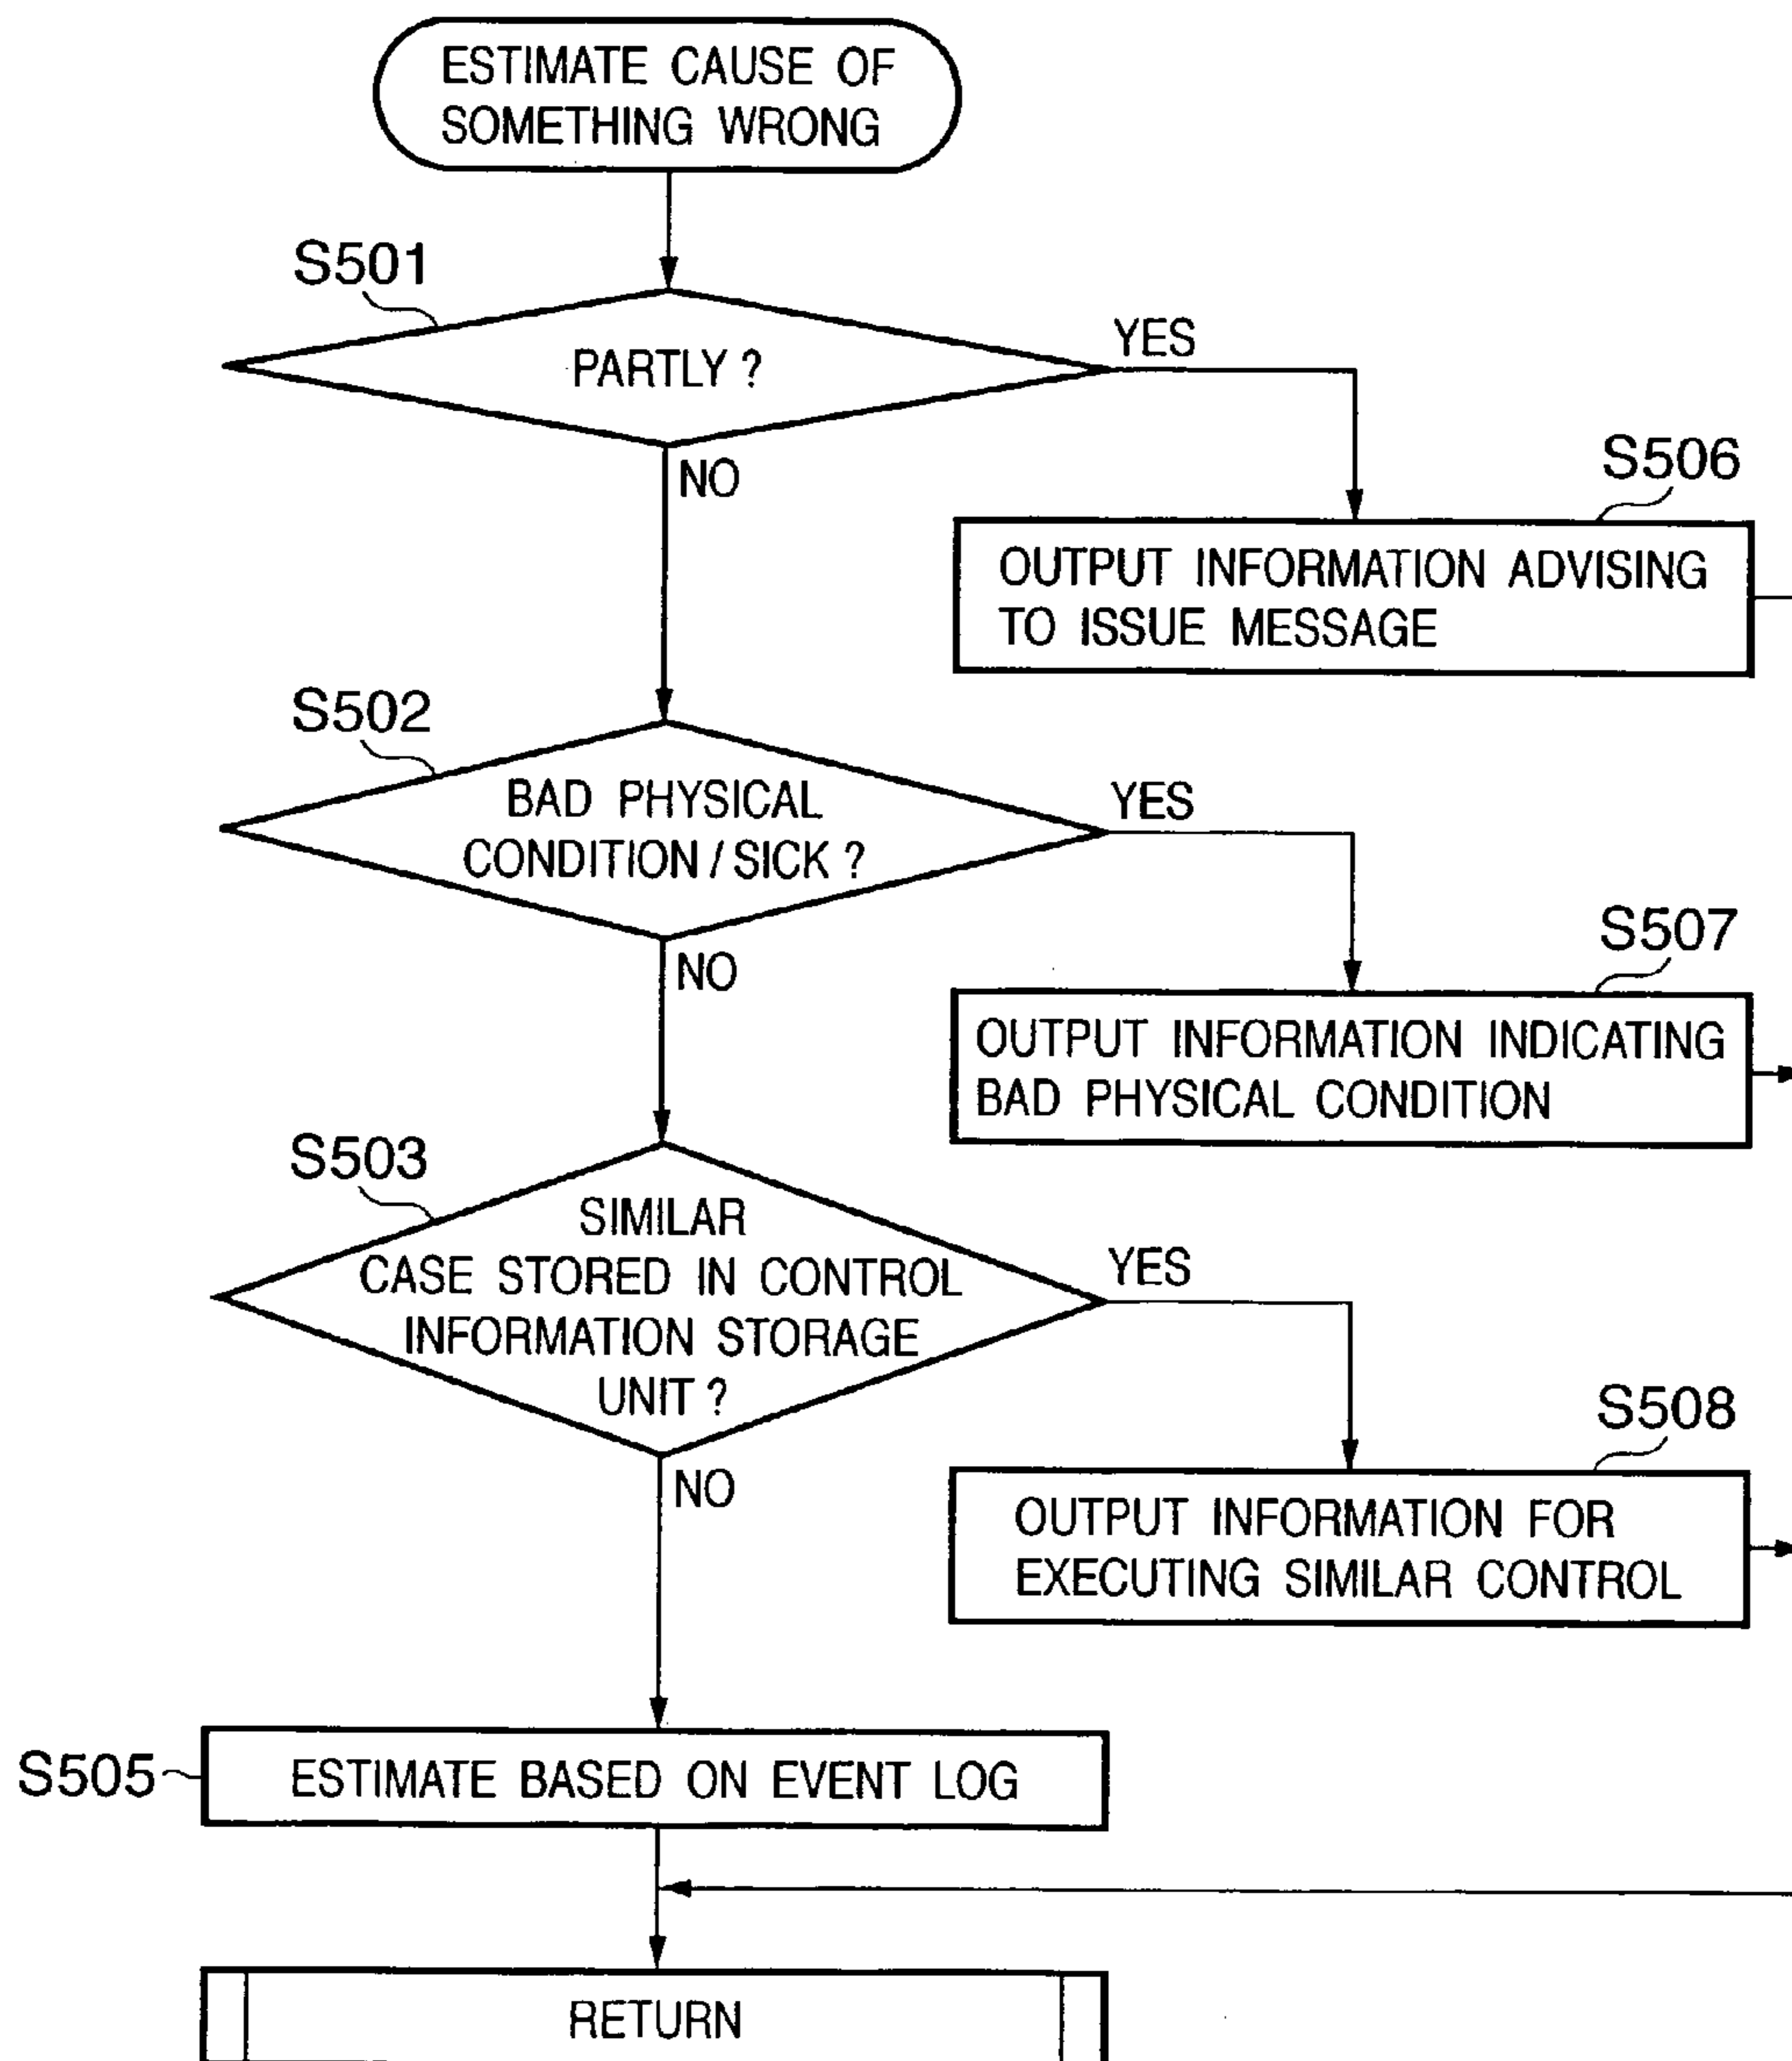 ESTIMATE CAUSE OF
SOMETHING WRONG
S501
PARTLY ?
YES
NO
S506
OUTPUT INFORMATION ADVISING
TO ISSUE MESSAGE
S502
BAD PHYSICAL
CONDITION / SICK ?
YES
NO
S507
OUTPUT INFORMATION INDICATING
BAD PHYSICAL CONDITION
S503
SIMILAR
CASE STORED IN CONTROL
INFORMATION STORAGE
UNIT ?
YES
NO
S508
OUTPUT INFORMATION FOR
EXECUTING SIMILAR CONTROL
S505
ESTIMATE BASED ON EVENT LOG
RETURN